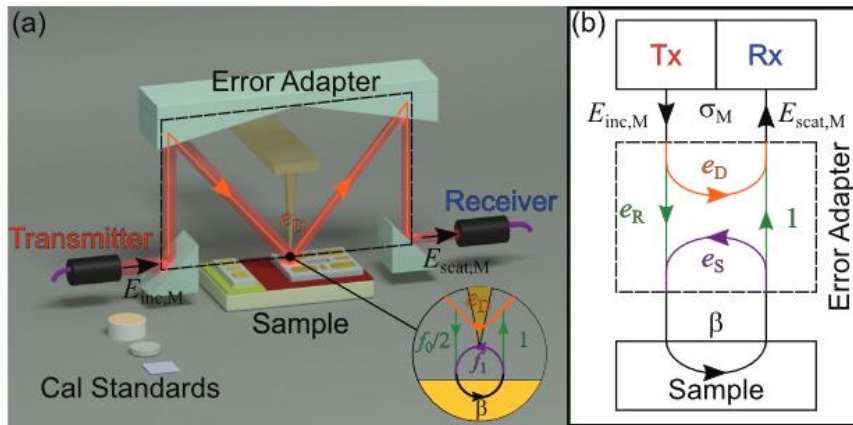 (a)
Error Adapter
e_D
Receiver
Transmitter
E_inc,M
E_scat,M
Sample
Cal Standards
e_D
f_0/2
f_1
1
β
(b)
Tx
Rx
E_inc,M
σ_M
E_scat,M
e_D
e_R
1
e_S
Error Adapter
β
Sample